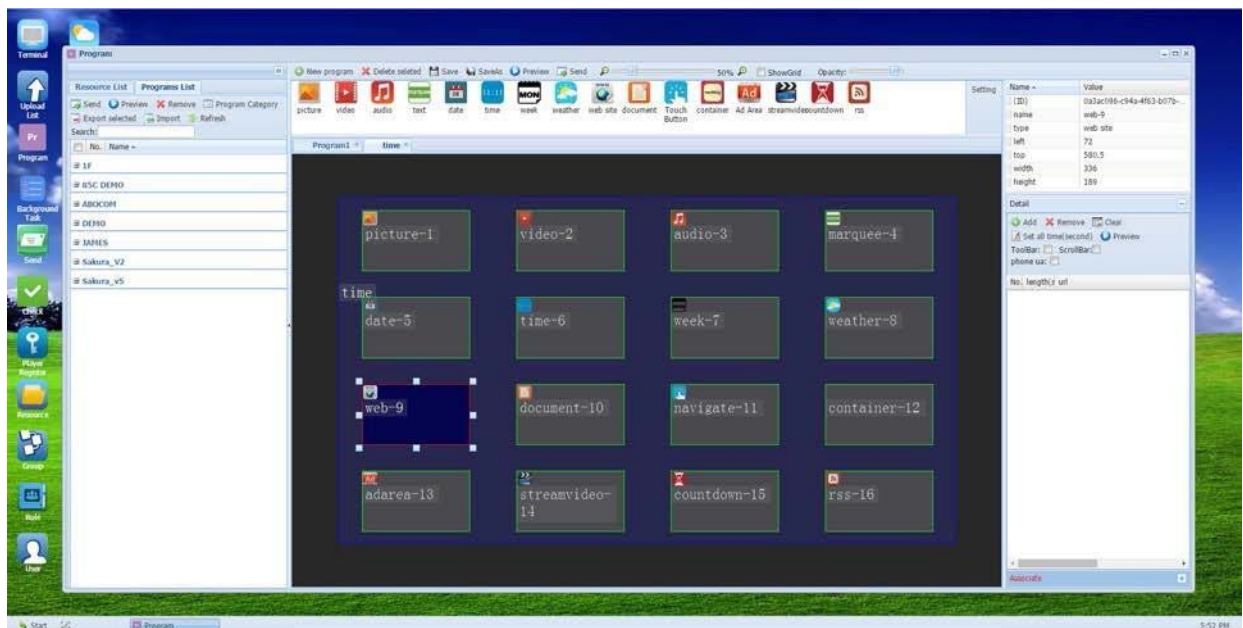 Terminal
Program
Resource List Programs List
Send Preview Remove Program Category
Export selected Import Refresh
Search:
No. Name
1F
BSC DEMO
ABOCOM
DEMO
JAMES
Sakura_V2
Sakura_v5
Upload List
Pr
Program
Background Task
Send
Check
Player Register
Resource
Group
Role
User
New program Delete seleted Save SaveAs Preview Send 50% ShowGrid Opacity:
MON
Ad
picture video audio text date time week weather web site document Touch Button container Ad Area streamvideo countdown rss
Setting
Program1 time
picture-1 video-2 audio-3 marquee-4
time
date-5 time-6 week-7 weather-8
web-9 document-10 navigate-11 container-12
adarea-13 streamvideo-14 countdown-15 rss-16
Name Value
(ID) 0a3ac096-c94a-4f63-b07b-...
name web-9
type web site
left 72
top 580.5
width 336
height 189
Detail
Add Remove Clear
Set all time(second) Preview
ToolBar: ScrollBar:
phone ua:
No. length(s url
Associate
Start Program 5:52 PM